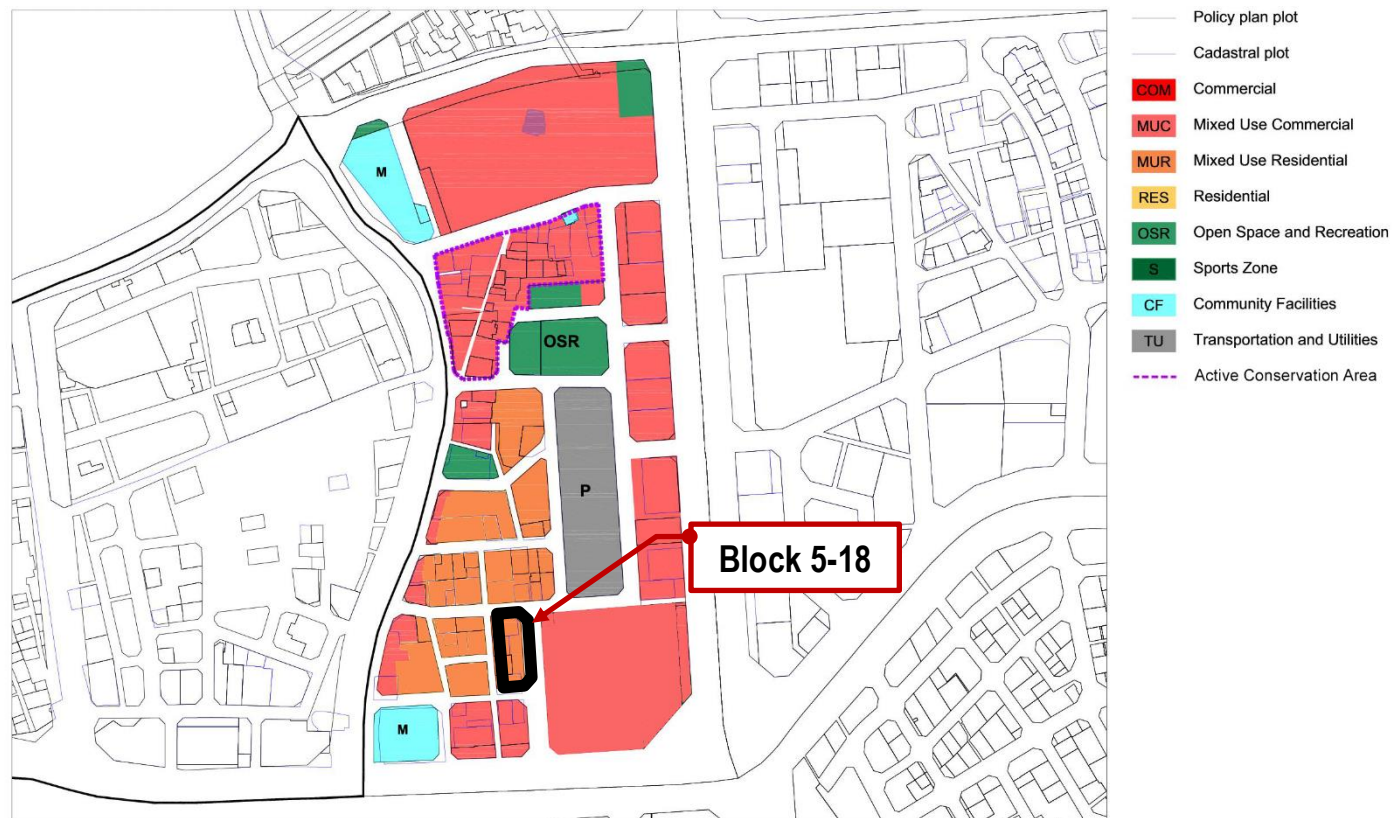 Policy plan plot
Cadastral plot
COM Commercial
MUC Mixed Use Commercial
MUR Mixed Use Residential
RES Residential
OSR Open Space and Recreation
S Sports Zone
CF Community Facilities
TU Transportation and Utilities
Active Conservation Area
M
OSR
P
Block 5-18
M